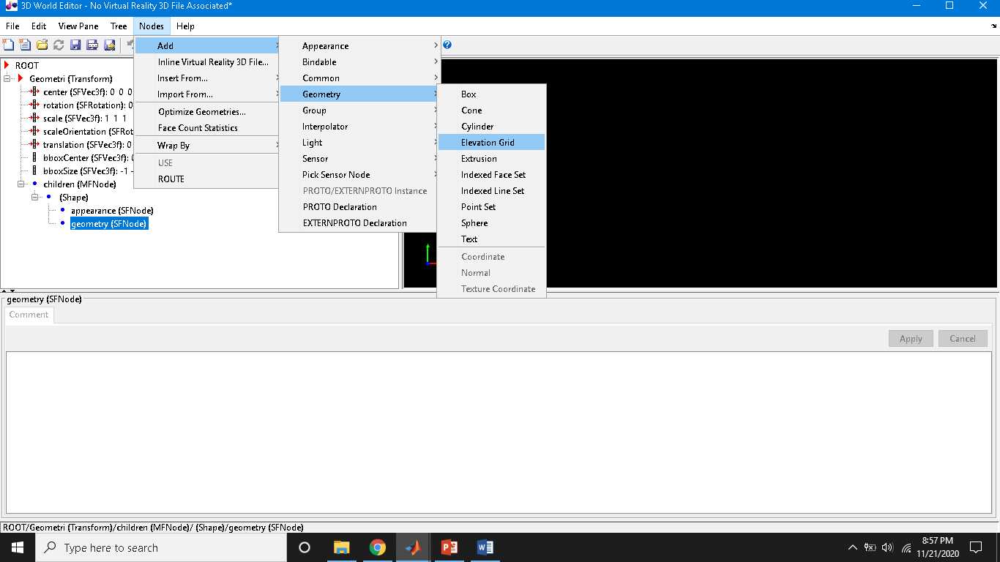 3D World Editor - No Virtual Reality 3D File Associated*
File Edit View Pane Tree Nodes Help
ROOT
Geometri (Transform)
center (SFVec3f): 0 0 0
rotation (SFRotation): 0
scale (SFVec3f): 1 1 1
scaleOrientation (SFRot
translation (SFVec3f): 0
bboxCenter (SFVec3f):
bboxSize (SFVec3f): -1 -
children (MFNode)
(Shape)
appearance (SFNode)
geometry (SFNode)
Add
Inline Virtual Reality 3D File...
Insert From...
Import From...
Optimize Geometries...
Face Count Statistics
Wrap By
USE
ROUTE
Appearance
Bindable
Common
Geometry
Group
Interpolator
Light
Sensor
Pick Sensor Node
PROTO/EXTERNPROTO Instance
PROTO Declaration
EXTERNPROTO Declaration
Box
Cone
Cylinder
Elevation Grid
Extrusion
Indexed Face Set
Indexed Line Set
Point Set
Sphere
Text
Coordinate
Normal
Texture Coordinate
geometry (SFNode)
Comment
Apply Cancel
ROOT/Geometri (Transform)/children (MFNode)/ (Shape)/geometry (SFNode)
Type here to search
8:57 PM
11/21/2020